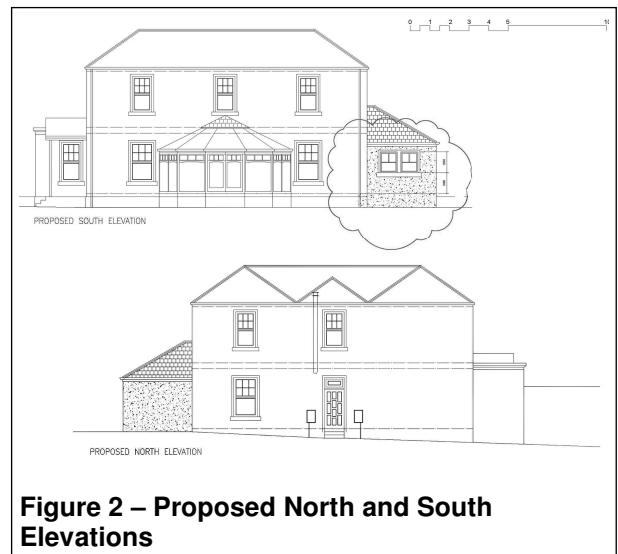 0 1 2 3 4 5 10
PROPOSED SOUTH ELEVATION
PROPOSED NORTH ELEVATION
Figure 2 – Proposed North and South
Elevations